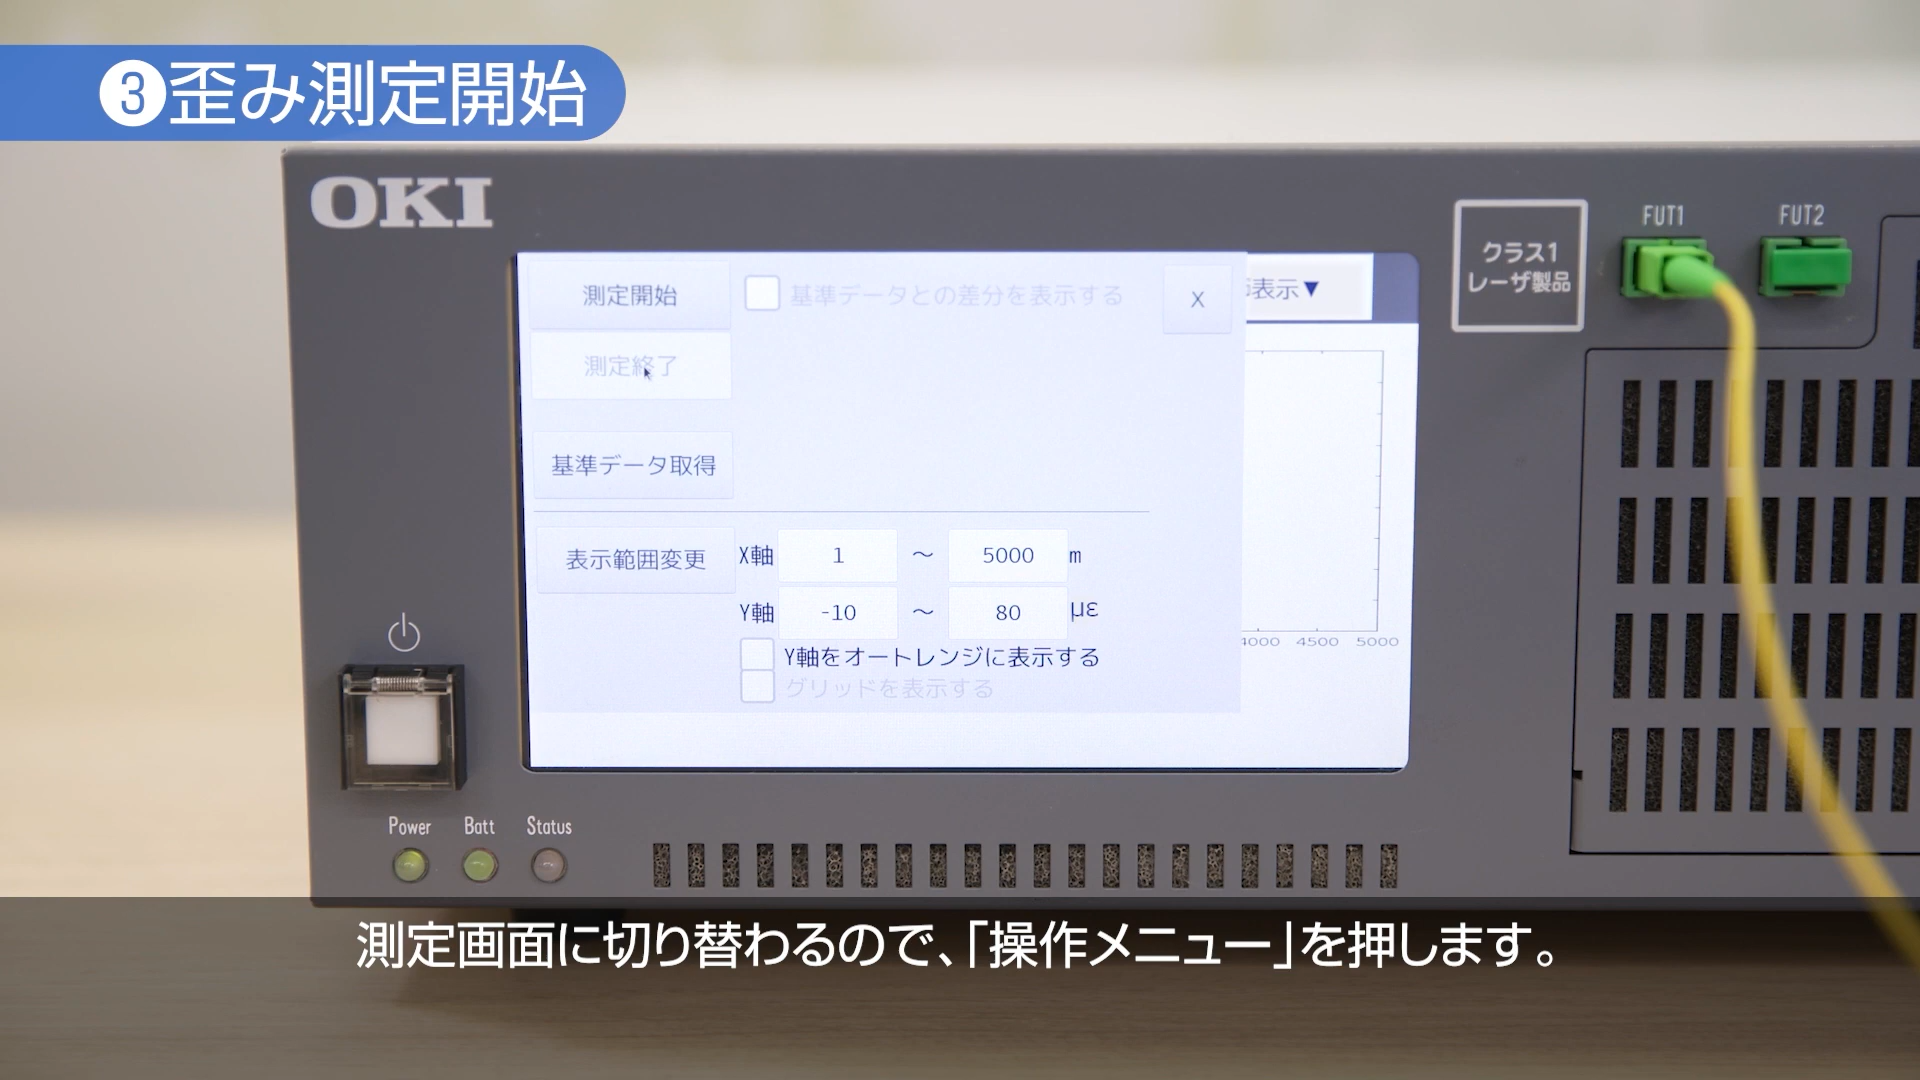 ❸歪み測定開始
OKI
クラス1
レーザ製品
FUT1
FUT2
測定開始
基準データとの差分を表示する
X
表示▼
測定終了
基準データ取得
表示範囲変更
X軸 1 ～ 5000 m
Y軸 -10 ～ 80 με
Y軸をオートレンジに表示する
グリッドを表示する
4000 4500 5000
Power
Batt
Status
測定画面に切り替わるので、「操作メニュー」を押します。